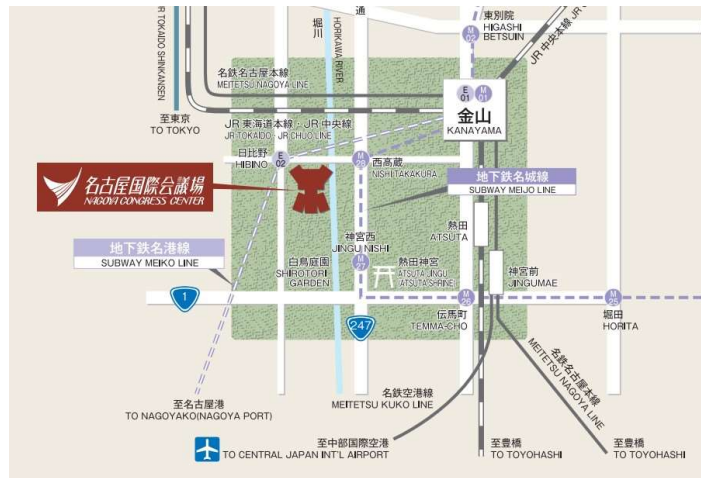 JR TOKAIDO SHINKANSEN
至東京
TO TOKYO
堀川
HORIKAWA RIVER
通
M
02
東別院
HIGASHI
BETSUIN
JR 中央本線
名鉄名古屋本線
MEITETSU NAGOYA LINE
E
01
M
01
金山
KANAYAMA
JR 東海道本線・JR 中央線
JR TOKAIDO・JR CHUO LINE
日比野
HIBINO
E
02
M
28
西高蔵
NISHI TAKAKURA
名古屋国際会議場
NAGOYA CONGRESS CENTER
地下鉄名城線
SUBWAY MEIJO LINE
熱田
ATSUTA
地下鉄名港線
SUBWAY MEIKO LINE
白鳥庭園
SHIROTORI
GARDEN
神宮西
JINGU NISHI
M
27
熱田神宮
ATSUTA JINGU
(ATSUTA SHRINE)
神宮前
JINGUMAE
1
247
M
26
伝馬町
TEMMA-CHO
M
25
堀田
HORITA
至名古屋港
TO NAGOYAKO(NAGOYA PORT)
名鉄空港線
MEITETSU KUKO LINE
名鉄名古屋本線
MEITETSU NAGOYA LINE
至中部国際空港
TO CENTRAL JAPAN INT'L AIRPORT
至豊橋
TO TOYOHASHI
至豊橋
TO TOYOHASHI